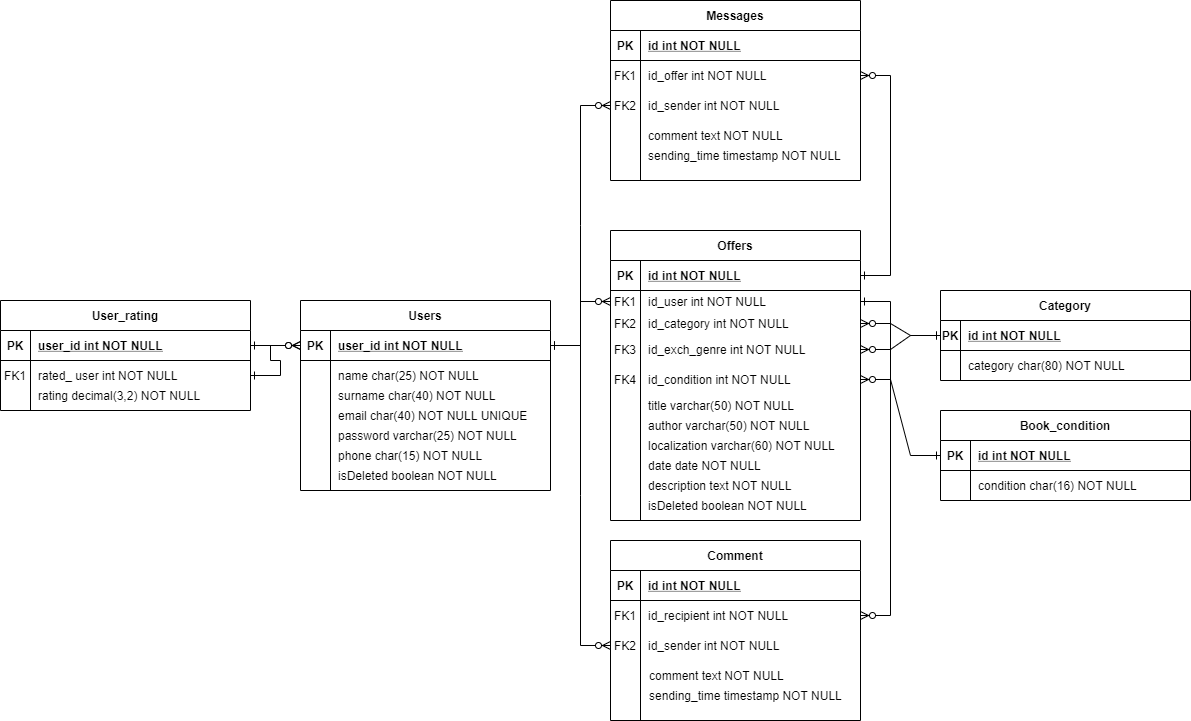 Messages
PK id int NOT NULL
FK1 id_offer int NOT NULL
FK2 id_sender int NOT NULL
comment text NOT NULL
sending_time timestamp NOT NULL
Offers
PK id int NOT NULL
FK1 id_user int NOT NULL
FK2 id_category int NOT NULL
FK3 id_exch_genre int NOT NULL
FK4 id_condition int NOT NULL
title varchar(50) NOT NULL
author varchar(50) NOT NULL
localization varchar(60) NOT NULL
date date NOT NULL
description text NOT NULL
isDeleted boolean NOT NULL
User_rating
PK user_id int NOT NULL
FK1 rated_ user int NOT NULL
rating decimal(3,2) NOT NULL
Users
PK user_id int NOT NULL
name char(25) NOT NULL
surname char(40) NOT NULL
email char(40) NOT NULL UNIQUE
password varchar(25) NOT NULL
phone char(15) NOT NULL
isDeleted boolean NOT NULL
Category
PK id int NOT NULL
category char(80) NOT NULL
Book_condition
PK id int NOT NULL
condition char(16) NOT NULL
Comment
PK id int NOT NULL
FK1 id_recipient int NOT NULL
FK2 id_sender int NOT NULL
comment text NOT NULL
sending_time timestamp NOT NULL